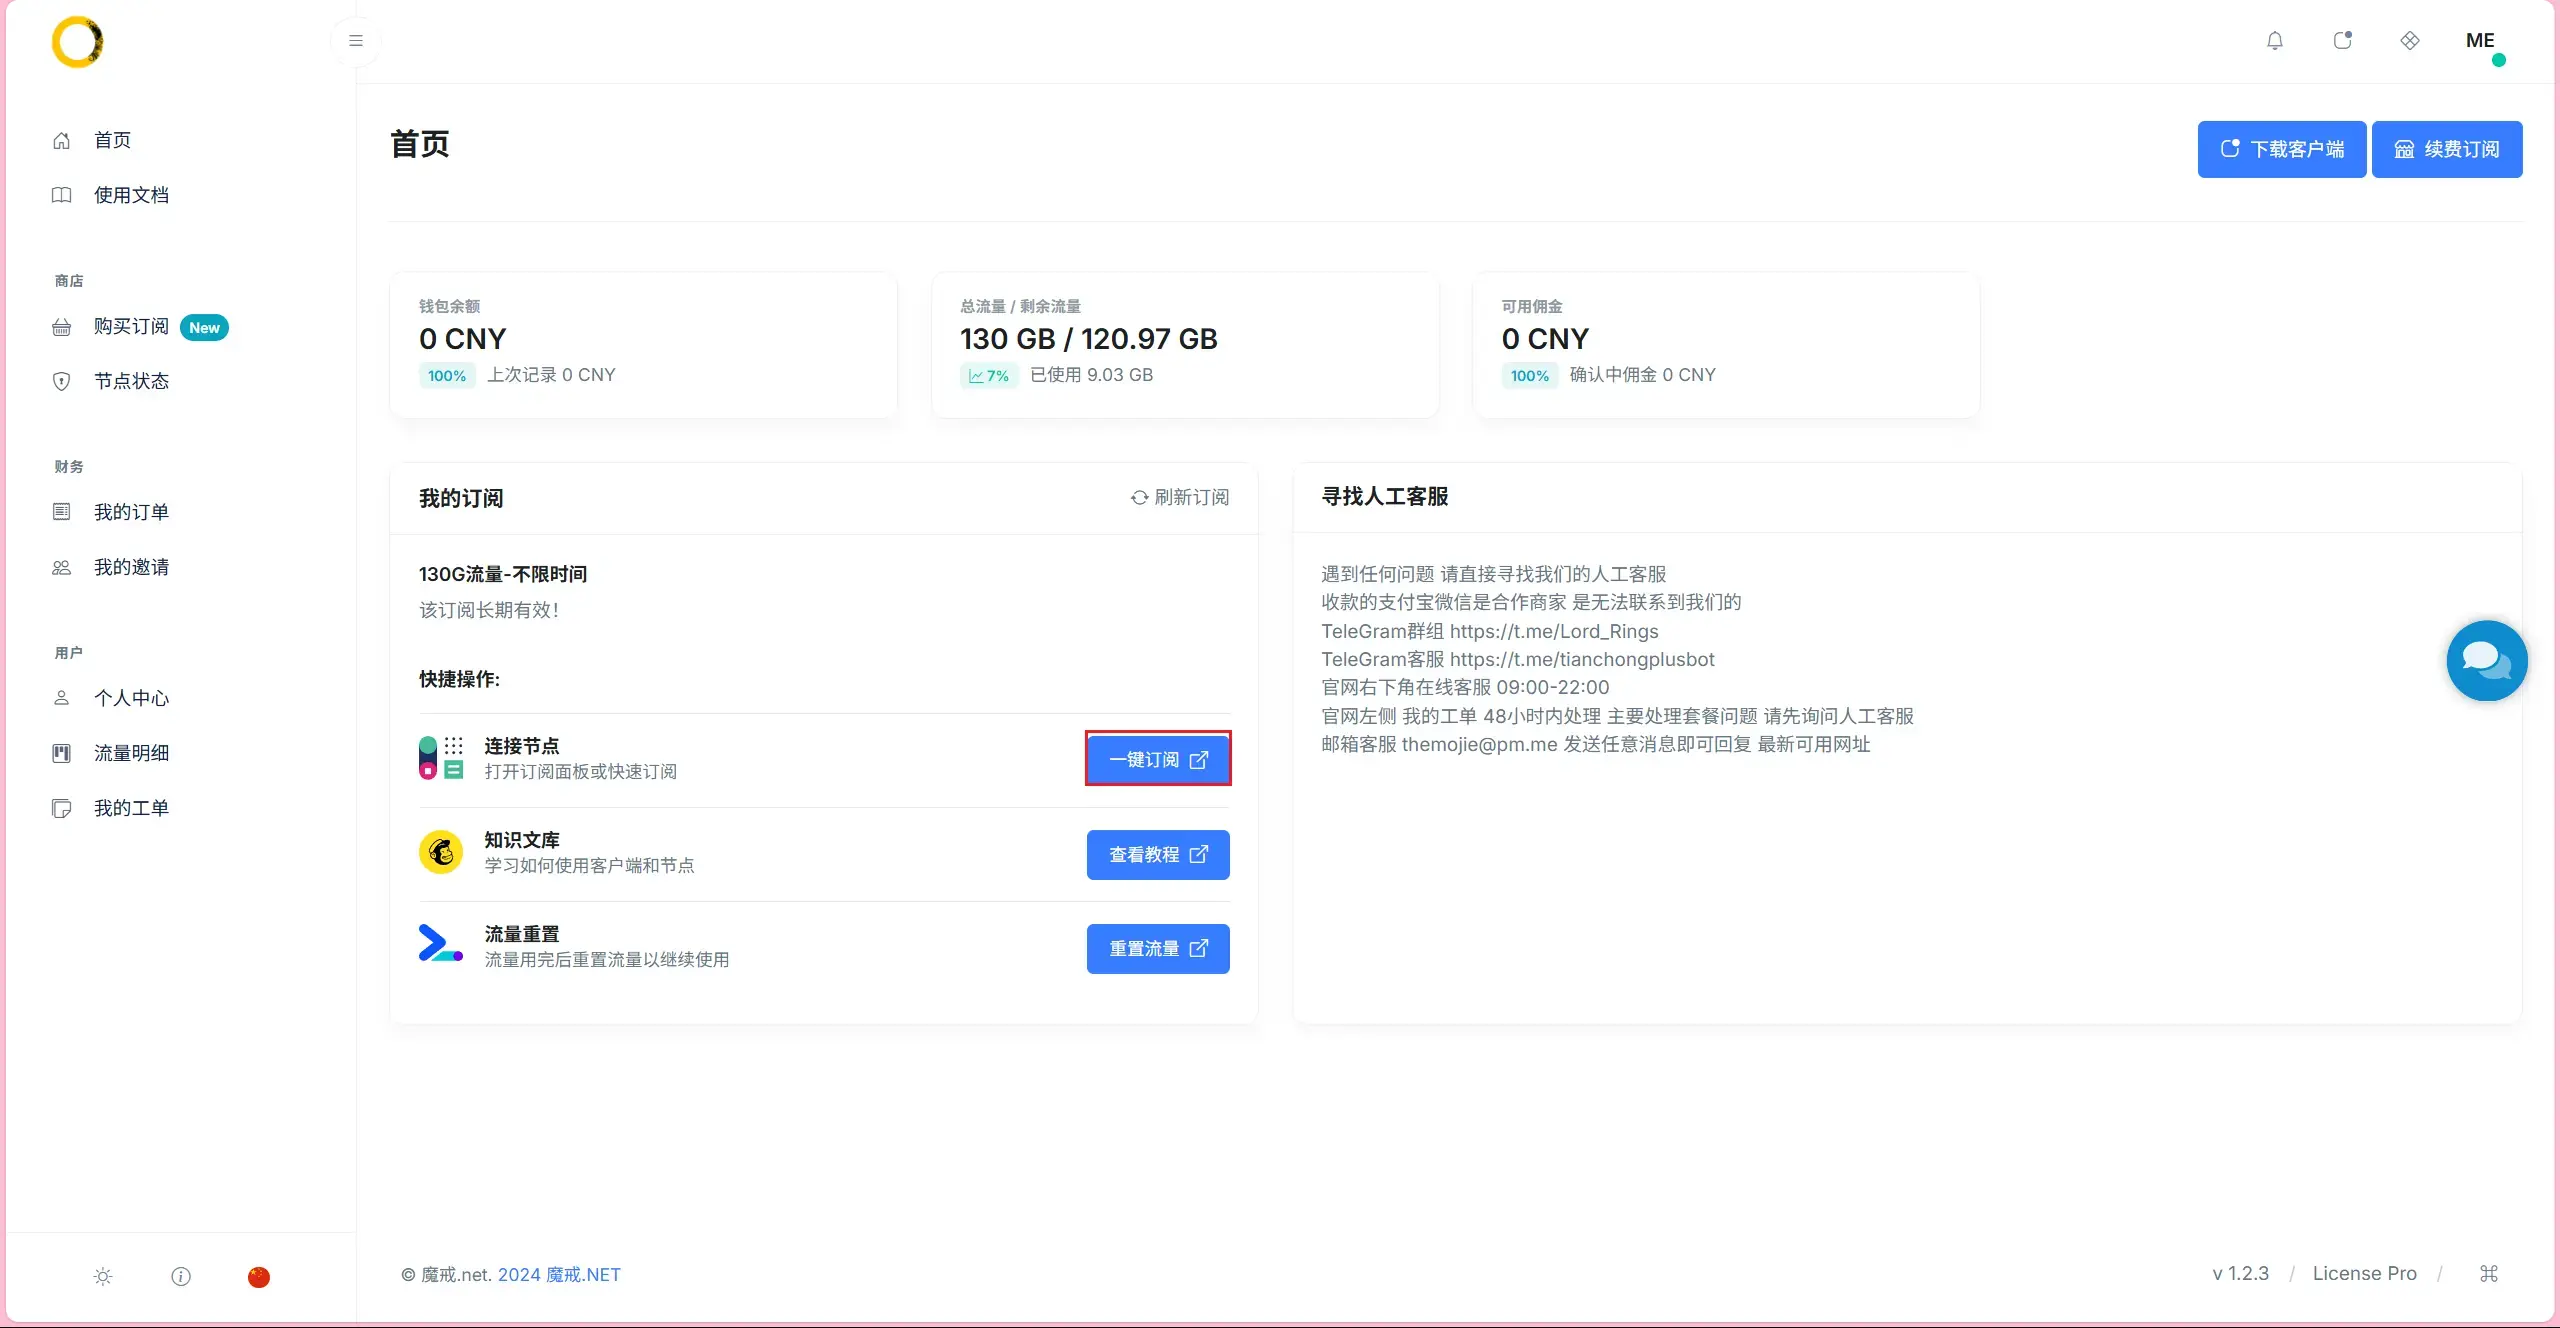 ME
首页
使用文档
商店
购买订阅 New
节点状态
财务
我的订单
我的邀请
用户
个人中心
流量明细
我的工单
首页
下载客户端
续费订阅
钱包余额
0 CNY
100% 上次记录 0 CNY
总流量 / 剩余流量
130 GB / 120.97 GB
7% 已使用 9.03 GB
可用佣金
0 CNY
100% 确认中佣金 0 CNY
我的订阅
刷新订阅
130G流量-不限时间
该订阅长期有效!
快捷操作:
连接节点
打开订阅面板或快速订阅
一键订阅
知识文库
学习如何使用客户端和节点
查看教程
流量重置
流量用完后重置流量以继续使用
重置流量
寻找人工客服
遇到任何问题 请直接寻找我们的人工客服
收款的支付宝微信是合作商家 是无法联系到我们的
TeleGram群组 https://t.me/Lord_Rings
TeleGram客服 https://t.me/tianchongplusbot
官网右下角在线客服 09:00-22:00
官网左侧 我的工单 48小时内处理 主要处理套餐问题 请先询问人工客服
邮箱客服 themojie@pm.me 发送任意消息即可回复 最新可用网址
© 魔戒.net. 2024 魔戒.NET
v 1.2.3 / License Pro /